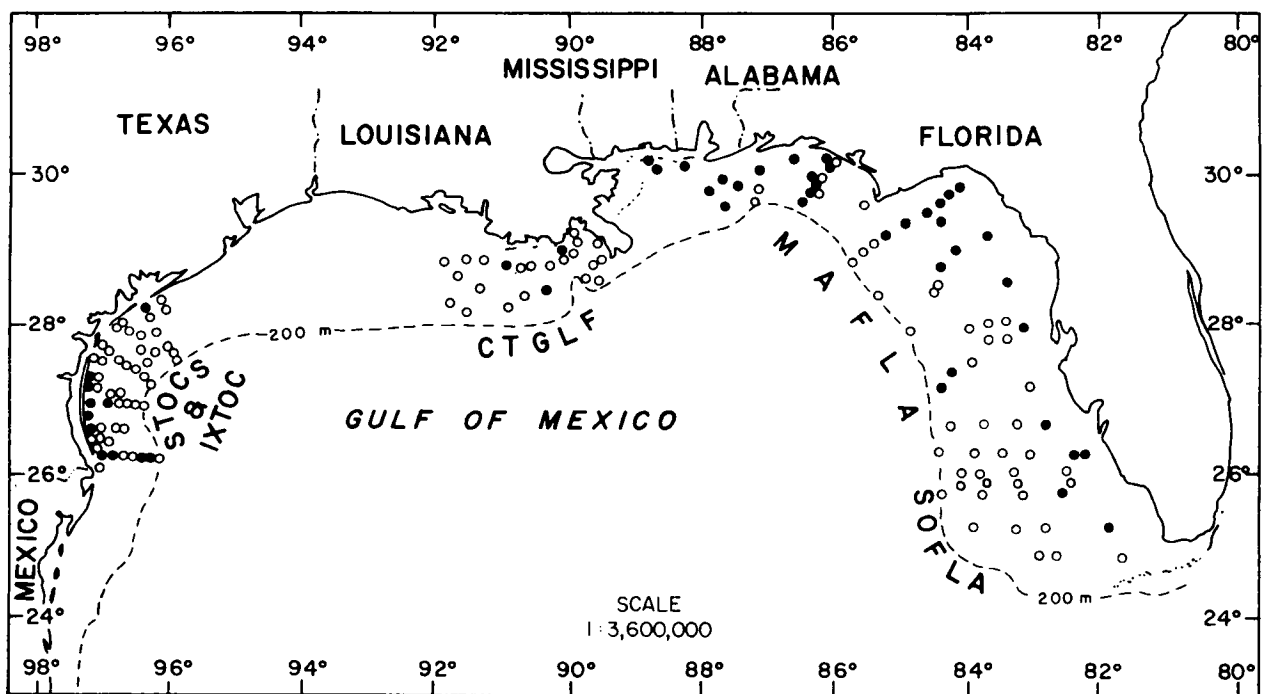 98° 96° 94° 92° 90° 88° 86° 84° 82° 80°
MISSISSIPPI ALABAMA
TEXAS LOUISIANA FLORIDA
30° 30°
MAFLA
28° 28°
200 m
CTGLF
STOCS
&
IXTOC
GULF OF MEXICO
26° 26°
SOFLA
MEXICO
200 m
24° 24°
SCALE
1:3,600,000
98° 96° 94° 92° 90° 88° 86° 84° 82° 80°